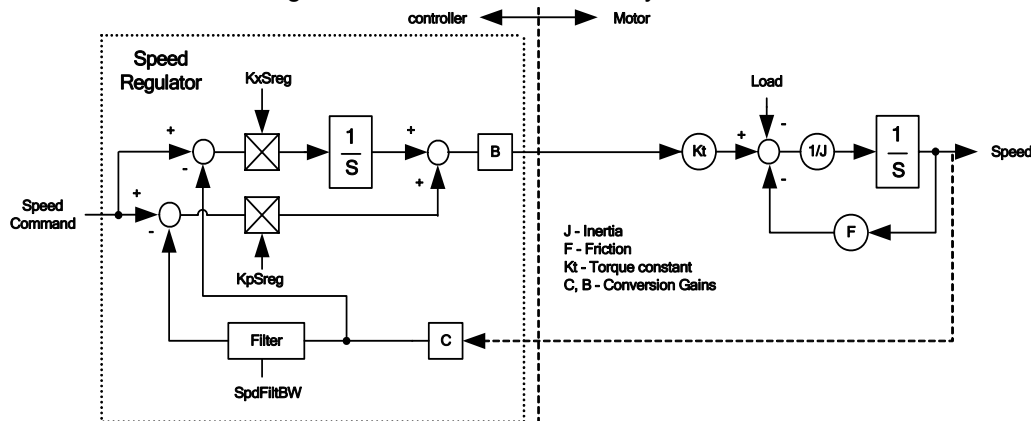 controller
Motor
Speed
Regulator
KxSreg
Load
+
-
1
S
+
+
B
Kt
+
-
-
1/J
1
S
Speed
Speed
Command
+
-
KpSreg
F
J - Inertia
F - Friction
Kt - Torque constant
C, B - Conversion Gains
Filter
C
SpdFiltBW